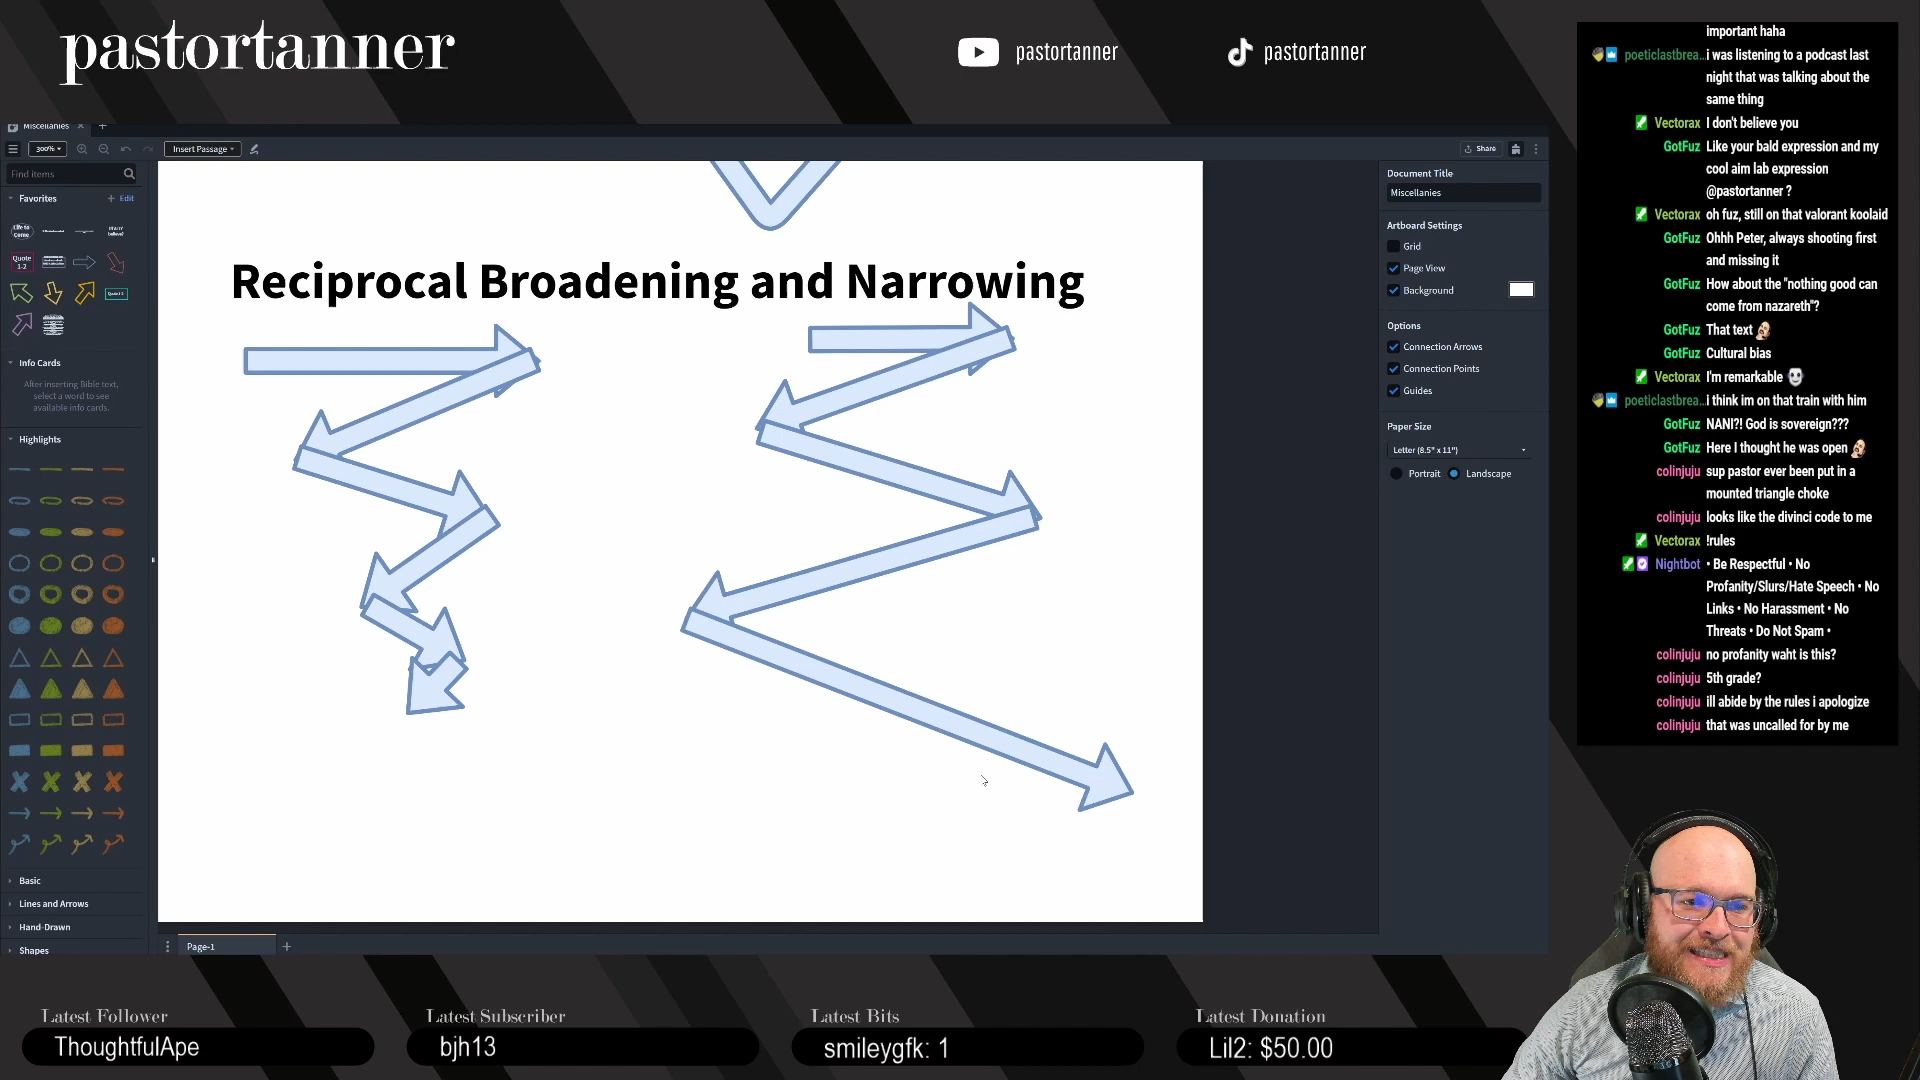 pastortanner
pastortanner
pastortanner
Miscellanies
300%
Insert Passage
Share
Find items
Favorites
+ Edit
Life to Come
Quote 1-2
Info Cards
After inserting Bible text,
select a word to see
available info cards.
Highlights
Basic
Lines and Arrows
Hand-Drawn
Shapes
Reciprocal Broadening and Narrowing
Page-1
Document Title
Miscellanies
Artboard Settings
Grid
Page View
Background
Options
Connection Arrows
Connection Points
Guides
Paper Size
Letter (8.5" x 11")
Portrait
Landscape
important haha
poeticlastbrea... i was listening to a podcast last
night that was talking about the
same thing
Vectorax I don't believe you
GotFuz Like your bald expression and my
cool aim lab expression
@pastortanner ?
Vectorax oh fuz, still on that valorant koolaid
GotFuz Ohhh Peter, always shooting first
and missing it
GotFuz How about the "nothing good can
come from nazareth"?
GotFuz That text
GotFuz Cultural bias
Vectorax I'm remarkable
poeticlastbrea... i think im on that train with him
GotFuz NANI?! God is sovereign???
GotFuz Here I thought he was open
colinjuju sup pastor ever been put in a
mounted triangle choke
colinjuju looks like the divinci code to me
Vectorax !rules
Nightbot • Be Respectful • No
Profanity/Slurs/Hate Speech • No
Links • No Harassment • No
Threats • Do Not Spam •
colinjuju no profanity waht is this?
colinjuju 5th grade?
colinjuju ill abide by the rules i apologize
colinjuju that was uncalled for by me
Latest Follower
ThoughtfulApe
Latest Subscriber
bjh13
Latest Bits
smileygfk: 1
Latest Donation
Lil2: $50.00